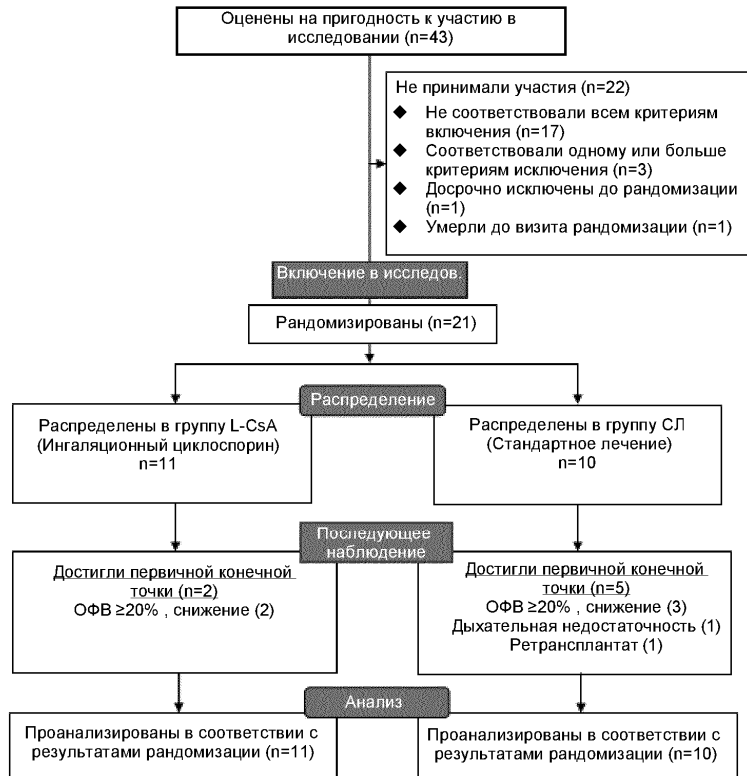 Оценены на пригодность к участию в
исследовании (n=43)
Не принимали участия (n=22)
◆ Не соответствовали всем критериям
включения (n=17)
◆ Соответствовали одному или больше
критериям исключения (n=3)
◆ Досрочно исключены до рандомизации
(n=1)
◆ Умерли до визита рандомизации (n=1)
Включение в исследов.
Рандомизированы (n=21)
Распределение
Распределены в группу L-CsA
(Ингаляционный циклоспорин)
n=11
Распределены в группу СЛ
(Стандартное лечение)
n=10
Последующее
наблюдение
Достигли первичной конечной
точки (n=2)
ОФВ ≥20% , снижение (2)
Достигли первичной конечной
точки (n=5)
ОФВ ≥20% , снижение (3)
Дыхательная недостаточность (1)
Ретрансплантат (1)
Анализ
Проанализированы в соответствии с
результатами рандомизации (n=11)
Проанализированы в соответствии с
результатами рандомизации (n=10)